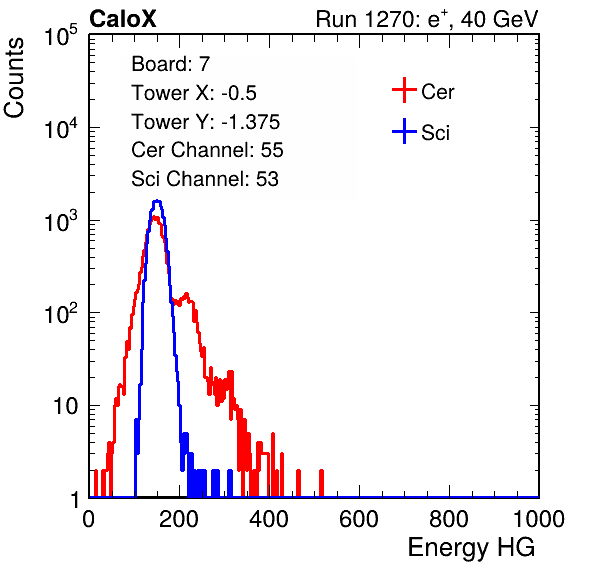 CaloX Run 1270: e⁺, 40 GeV
Board: 7
Tower X: -0.5
Tower Y: -1.375
Cer Channel: 55
Sci Channel: 53
Cer
Sci
Counts
10⁵
10⁴
10³
10²
10
1
0 200 400 600 800 1000
Energy HG